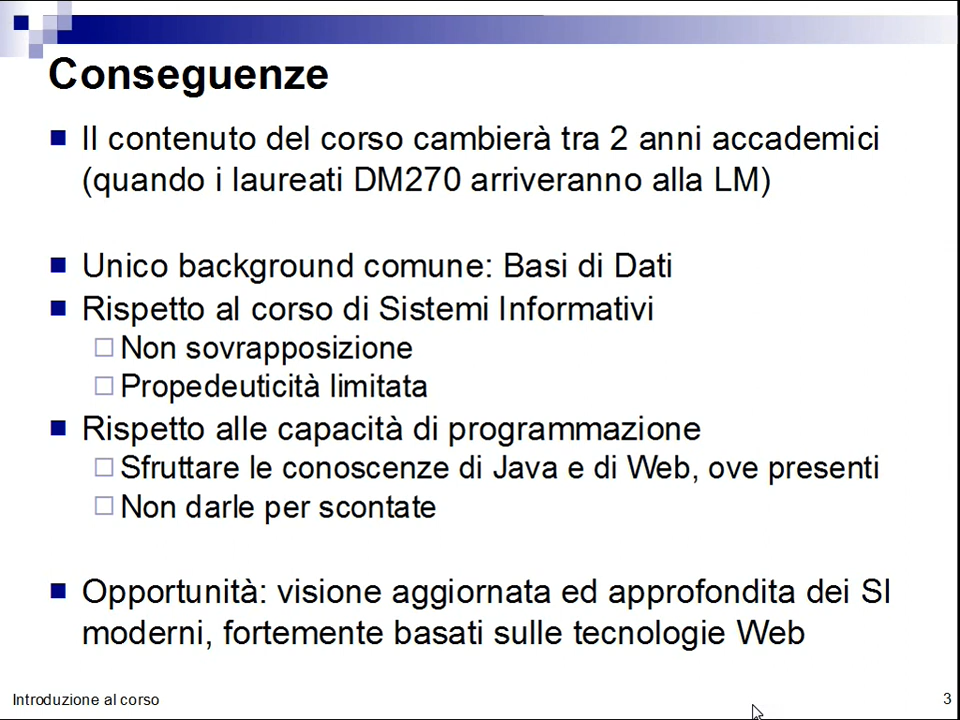 Conseguenze
Il contenuto del corso cambierà tra 2 anni accademici
(quando i laureati DM270 arriveranno alla LM)
Unico background comune: Basi di Dati
Rispetto al corso di Sistemi Informativi
Non sovrapposizione
Propedeuticità limitata
Rispetto alle capacità di programmazione
Sfruttare le conoscenze di Java e di Web, ove presenti
Non darle per scontate
Opportunità: visione aggiornata ed approfondita dei SI
moderni, fortemente basati sulle tecnologie Web
Introduzione al corso
3